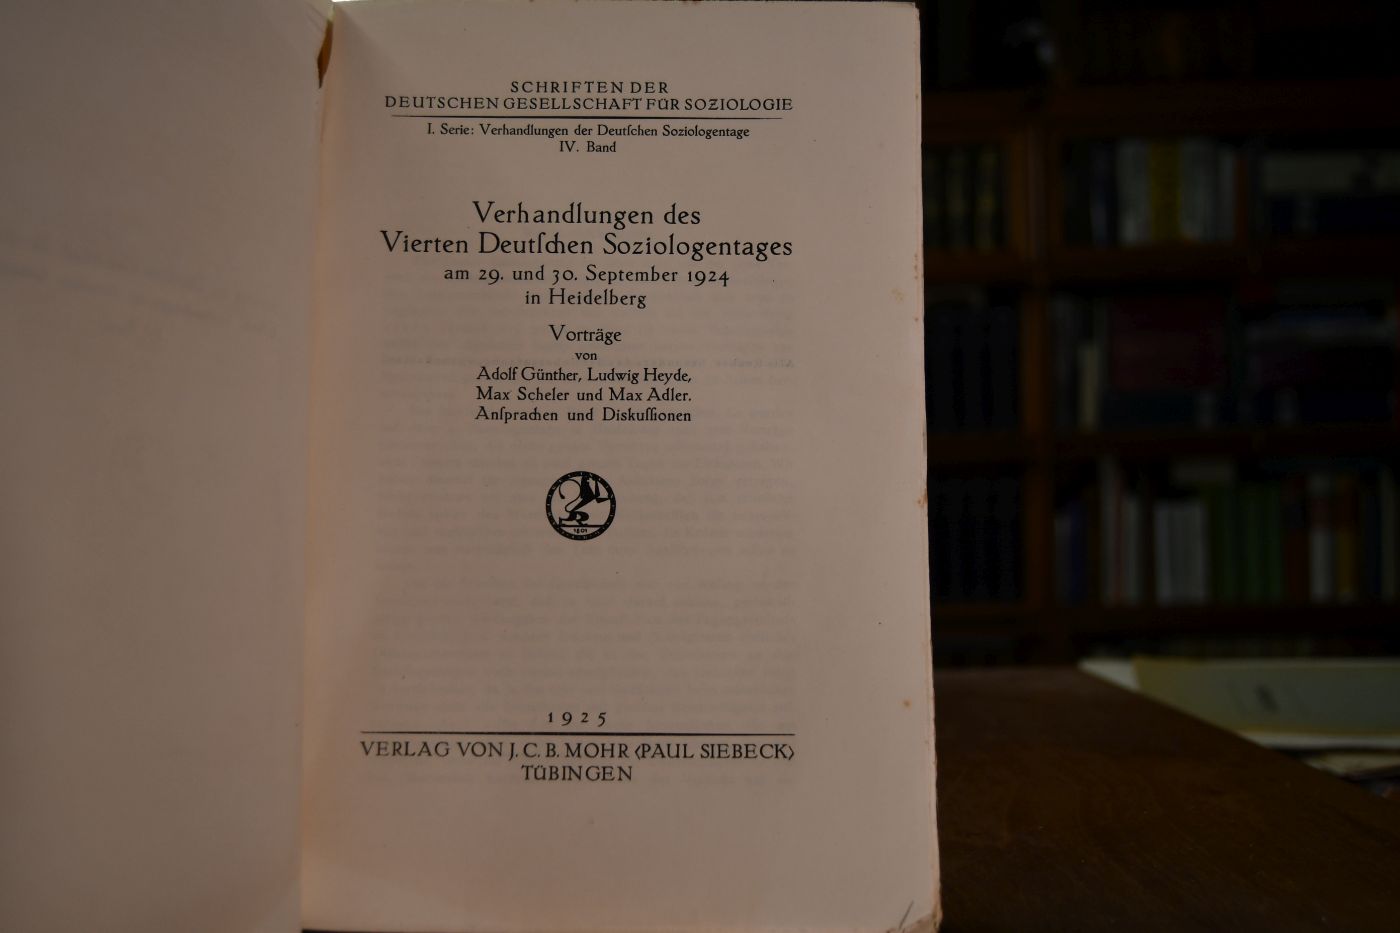 SCHRIFTEN DER
DEUTSCHEN GESELLSCHAFT FÜR SOZIOLOGIE
I. Serie: Verhandlungen der Deutſchen Soziologentage
IV. Band
Verhandlungen des
Vierten Deutſchen Soziologentages
am 29. und 30. September 1924
in Heidelberg
Vorträge
von
Adolf Günther, Ludwig Heyde,
Max Scheler und Max Adler.
Anſprachen und Diskuſſionen
1801
1925
VERLAG VON J. C. B. MOHR (PAUL SIEBECK)
TÜBINGEN